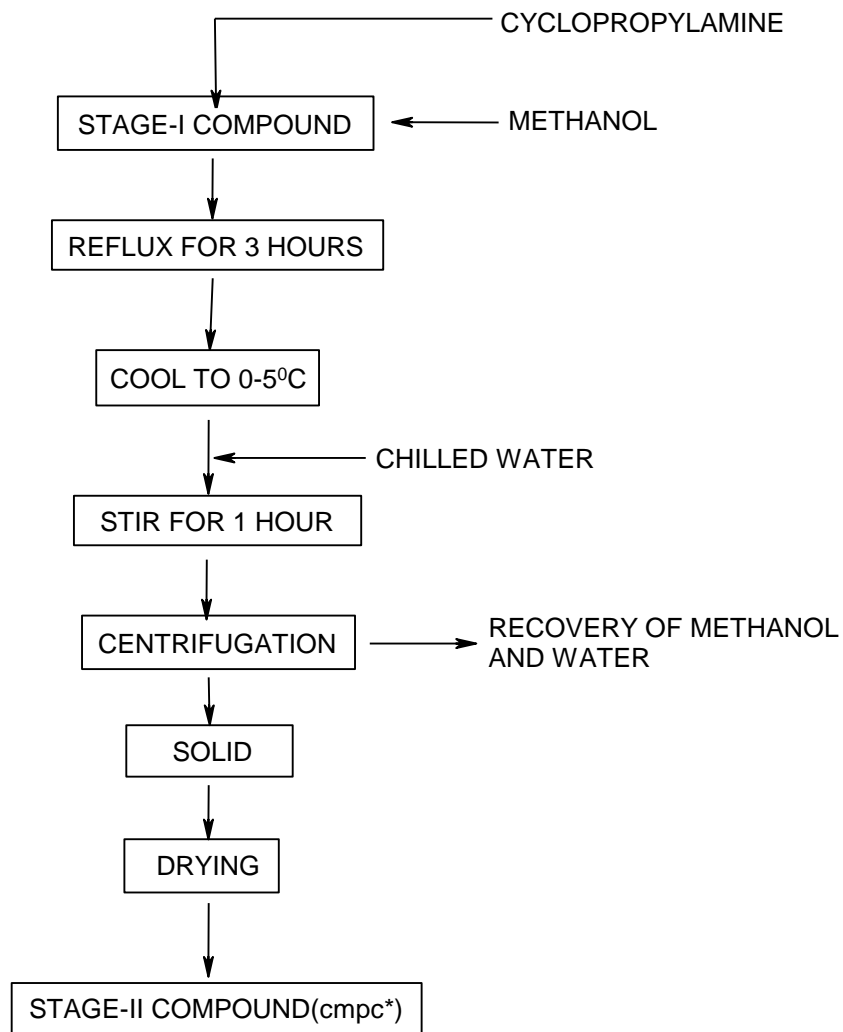 CYCLOPROPYLAMINE
STAGE-I COMPOUND
METHANOL
REFLUX FOR 3 HOURS
COOL TO 0-5⁰C
CHILLED WATER
STIR FOR 1 HOUR
CENTRIFUGATION
RECOVERY OF METHANOL
AND WATER
SOLID
DRYING
STAGE-II COMPOUND(cmpc*)